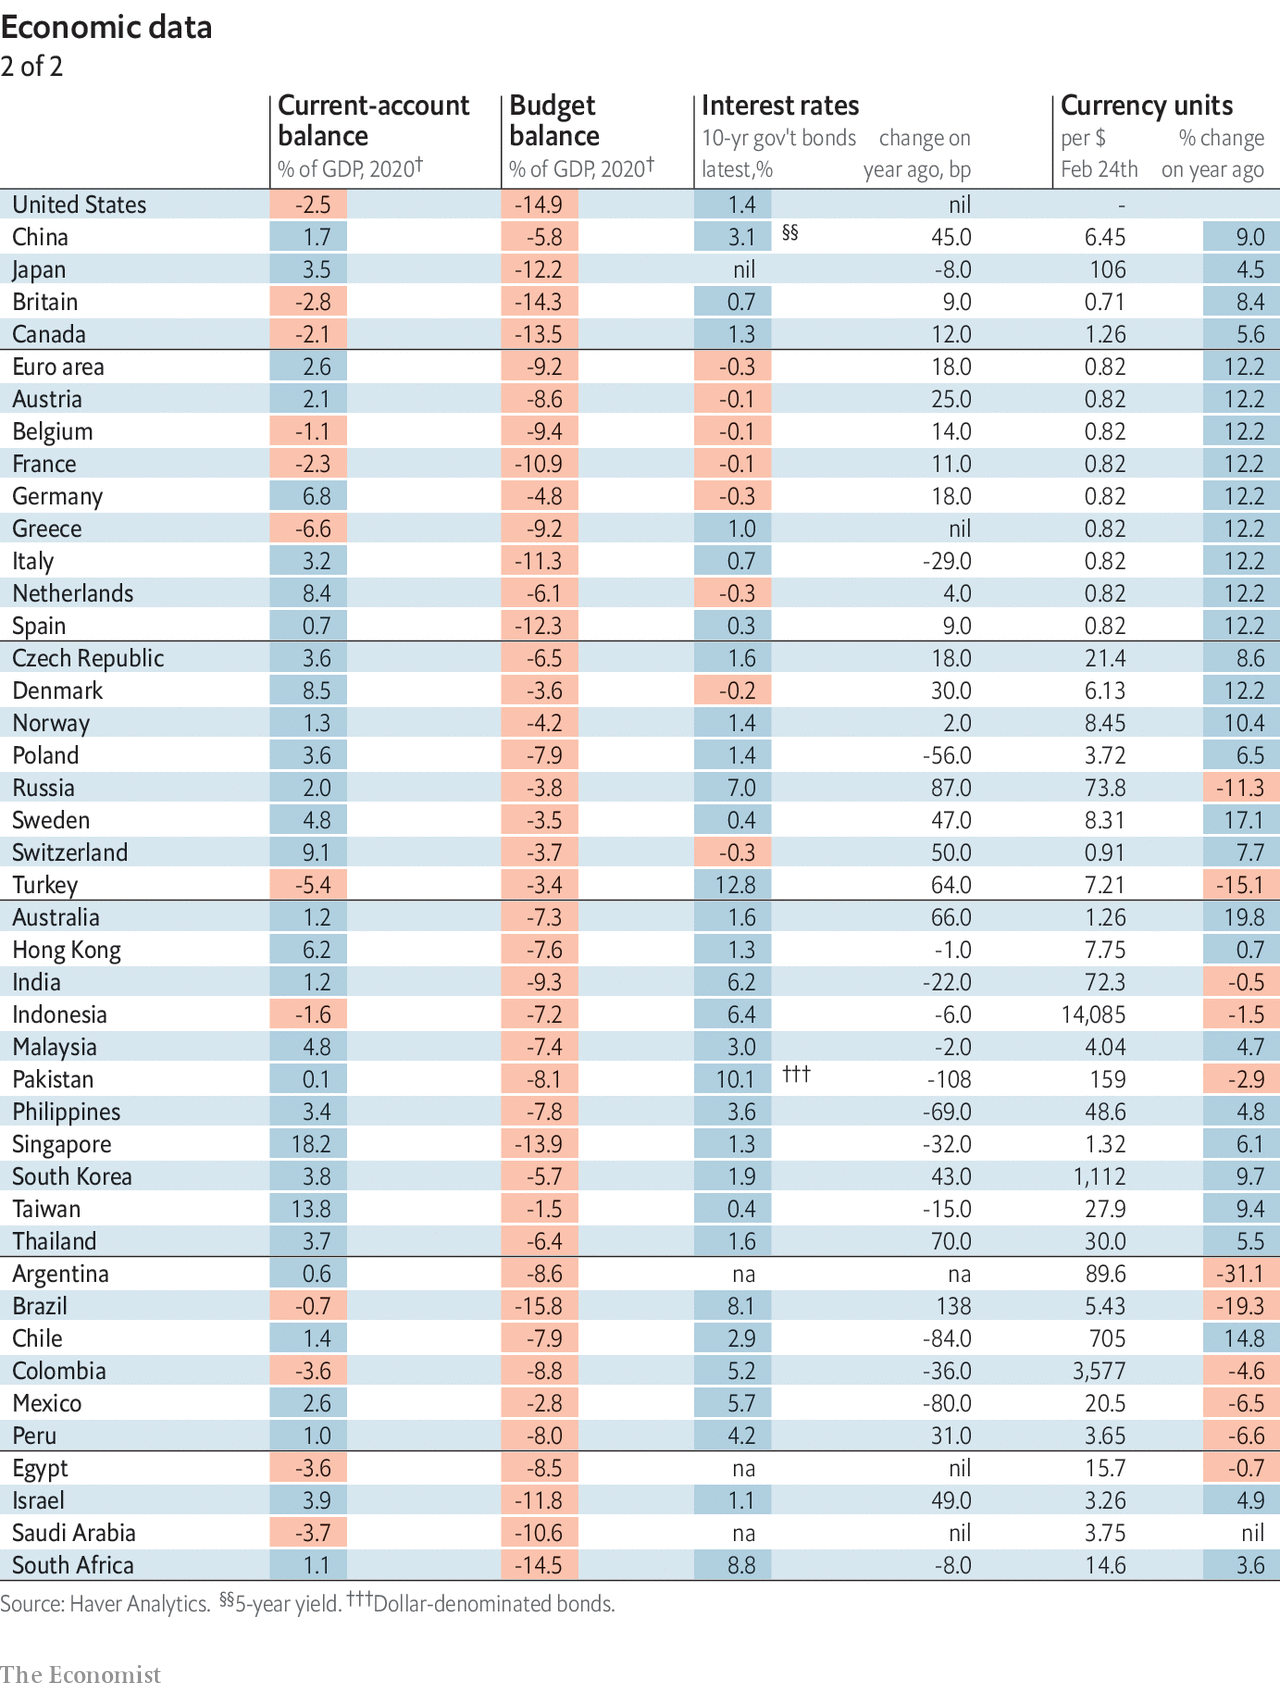 Economic data
2 of 2
Current-account balance % of GDP, 2020† Budget balance % of GDP, 2020† Interest rates 10-yr gov't bonds latest,% change on year ago, bp Currency units per $ Feb 24th % change on year ago
United States -2.5 -14.9 1.4 nil -
China 1.7 -5.8 3.1 §§ 45.0 6.45 9.0
Japan 3.5 -12.2 nil -8.0 106 4.5
Britain -2.8 -14.3 0.7 9.0 0.71 8.4
Canada -2.1 -13.5 1.3 12.0 1.26 5.6
Euro area 2.6 -9.2 -0.3 18.0 0.82 12.2
Austria 2.1 -8.6 -0.1 25.0 0.82 12.2
Belgium -1.1 -9.4 -0.1 14.0 0.82 12.2
France -2.3 -10.9 -0.1 11.0 0.82 12.2
Germany 6.8 -4.8 -0.3 18.0 0.82 12.2
Greece -6.6 -9.2 1.0 nil 0.82 12.2
Italy 3.2 -11.3 0.7 -29.0 0.82 12.2
Netherlands 8.4 -6.1 -0.3 4.0 0.82 12.2
Spain 0.7 -12.3 0.3 9.0 0.82 12.2
Czech Republic 3.6 -6.5 1.6 18.0 21.4 8.6
Denmark 8.5 -3.6 -0.2 30.0 6.13 12.2
Norway 1.3 -4.2 1.4 2.0 8.45 10.4
Poland 3.6 -7.9 1.4 -56.0 3.72 6.5
Russia 2.0 -3.8 7.0 87.0 73.8 -11.3
Sweden 4.8 -3.5 0.4 47.0 8.31 17.1
Switzerland 9.1 -3.7 -0.3 50.0 0.91 7.7
Turkey -5.4 -3.4 12.8 64.0 7.21 -15.1
Australia 1.2 -7.3 1.6 66.0 1.26 19.8
Hong Kong 6.2 -7.6 1.3 -1.0 7.75 0.7
India 1.2 -9.3 6.2 -22.0 72.3 -0.5
Indonesia -1.6 -7.2 6.4 -6.0 14,085 -1.5
Malaysia 4.8 -7.4 3.0 -2.0 4.04 4.7
Pakistan 0.1 -8.1 10.1 ††† -108 159 -2.9
Philippines 3.4 -7.8 3.6 -69.0 48.6 4.8
Singapore 18.2 -13.9 1.3 -32.0 1.32 6.1
South Korea 3.8 -5.7 1.9 43.0 1,112 9.7
Taiwan 13.8 -1.5 0.4 -15.0 27.9 9.4
Thailand 3.7 -6.4 1.6 70.0 30.0 5.5
Argentina 0.6 -8.6 na na 89.6 -31.1
Brazil -0.7 -15.8 8.1 138 5.43 -19.3
Chile 1.4 -7.9 2.9 -84.0 705 14.8
Colombia -3.6 -8.8 5.2 -36.0 3,577 -4.6
Mexico 2.6 -2.8 5.7 -80.0 20.5 -6.5
Peru 1.0 -8.0 4.2 31.0 3.65 -6.6
Egypt -3.6 -8.5 na nil 15.7 -0.7
Israel 3.9 -11.8 1.1 49.0 3.26 4.9
Saudi Arabia -3.7 -10.6 na nil 3.75 nil
South Africa 1.1 -14.5 8.8 -8.0 14.6 3.6
Source: Haver Analytics. §§5-year yield. †††Dollar-denominated bonds.
The Economist